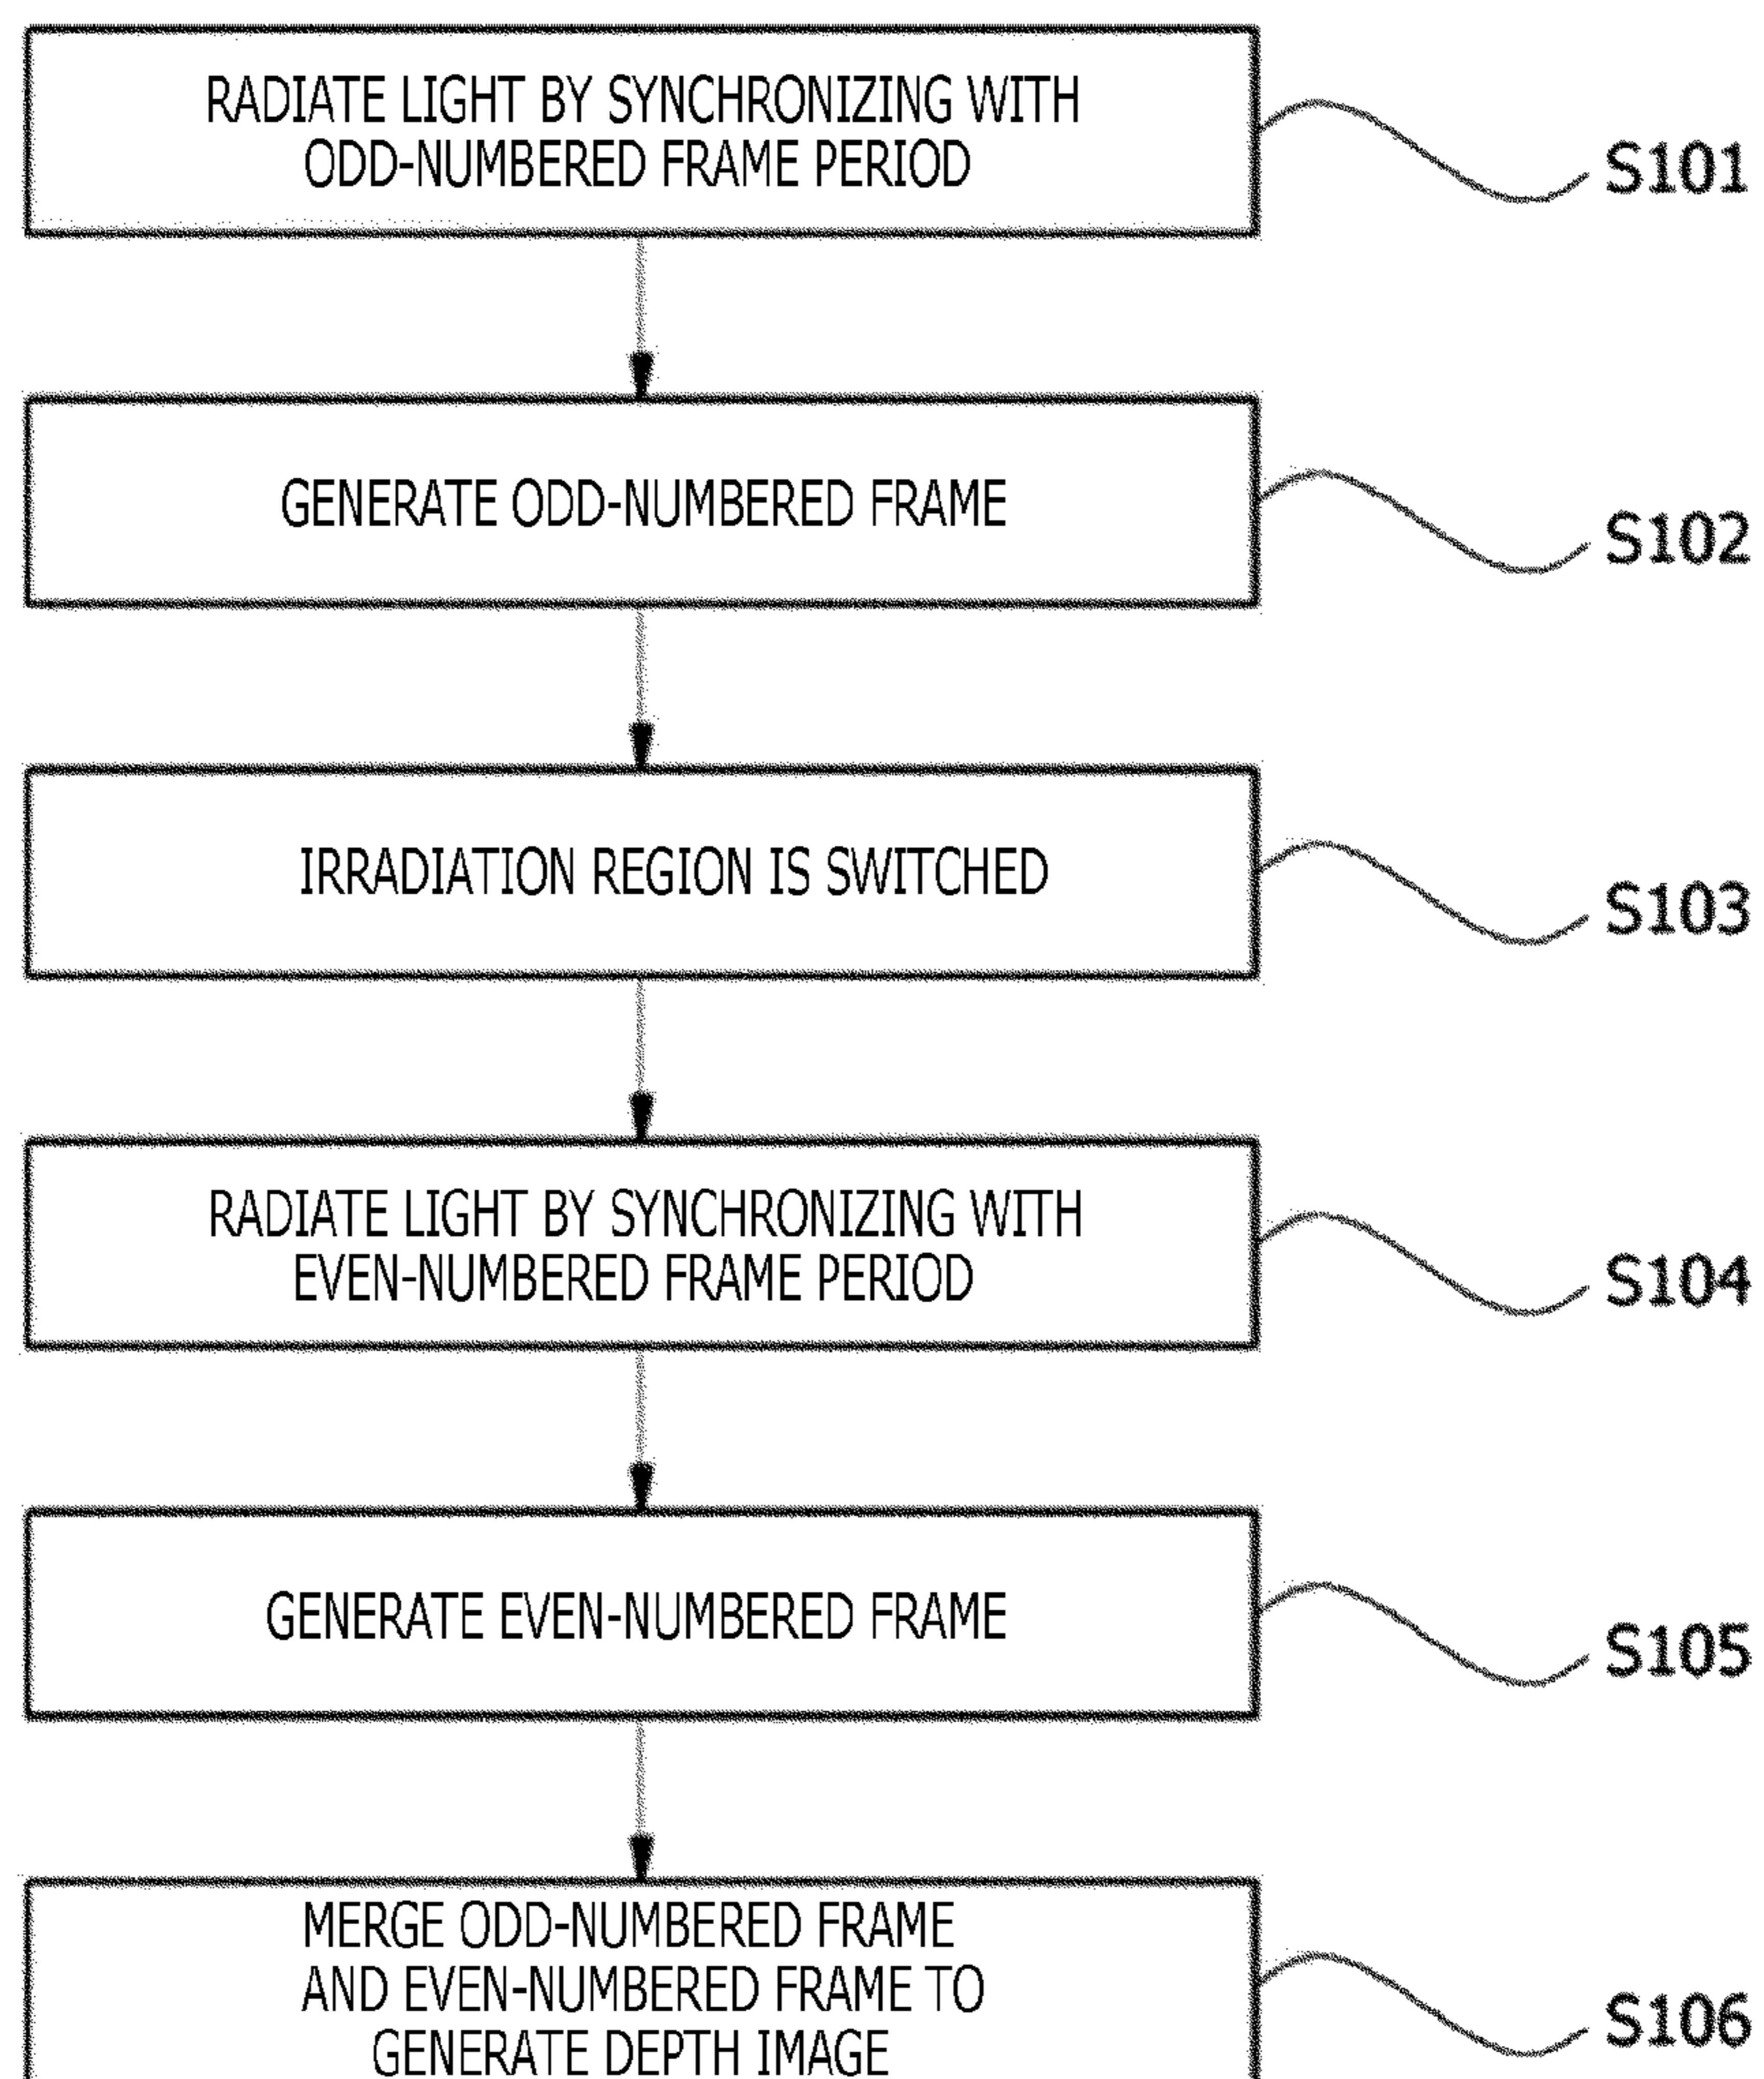 RADIATE LIGHT BY SYNCHRONIZING WITH
ODD-NUMBERED FRAME PERIOD
S101
GENERATE ODD-NUMBERED FRAME
S102
IRRADIATION REGION IS SWITCHED
S103
RADIATE LIGHT BY SYNCHRONIZING WITH
EVEN-NUMBERED FRAME PERIOD
S104
GENERATE EVEN-NUMBERED FRAME
S105
MERGE ODD-NUMBERED FRAME
AND EVEN-NUMBERED FRAME TO
GENERATE DEPTH IMAGE
S106